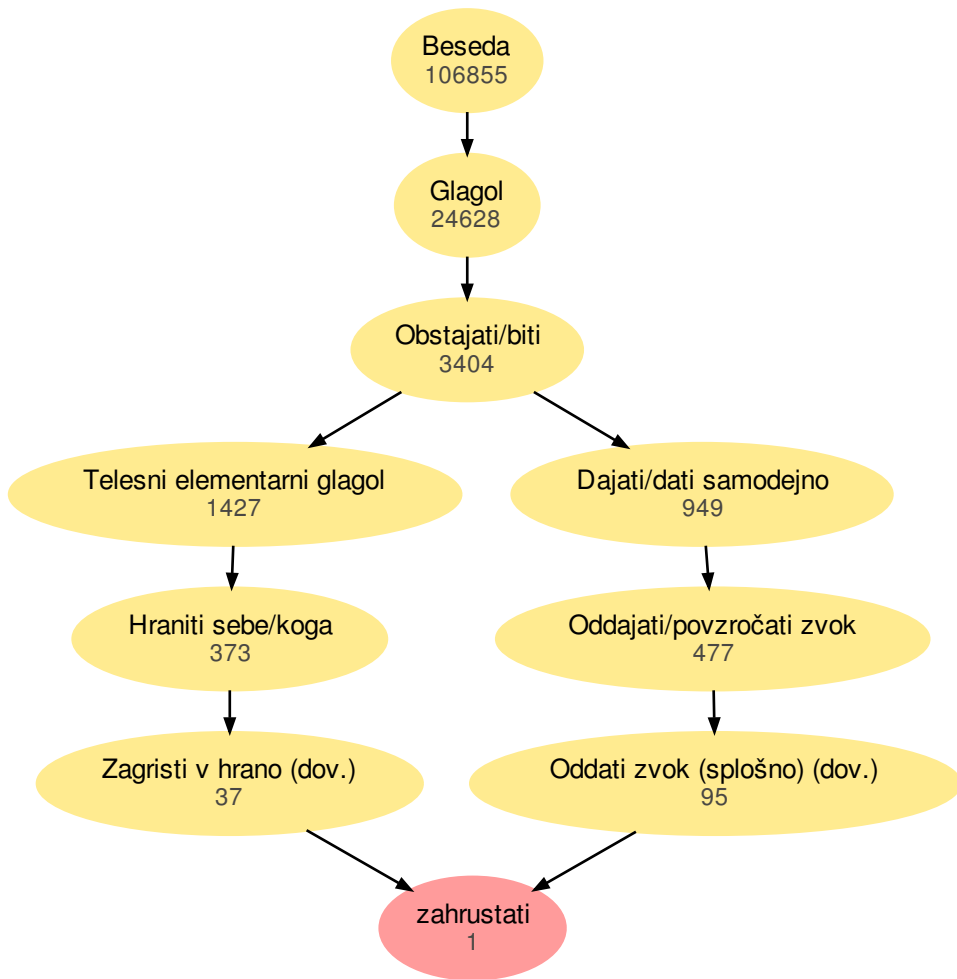 Beseda
106855
Glagol
24628
Obstajati/biti
3404
Telesni elementarni glagol
1427
Dajati/dati samodejno
949
Hraniti sebe/koga
373
Oddajati/povzročati zvok
477
Zagristi v hrano (dov.)
37
Oddati zvok (splošno) (dov.)
95
zahrustati
1